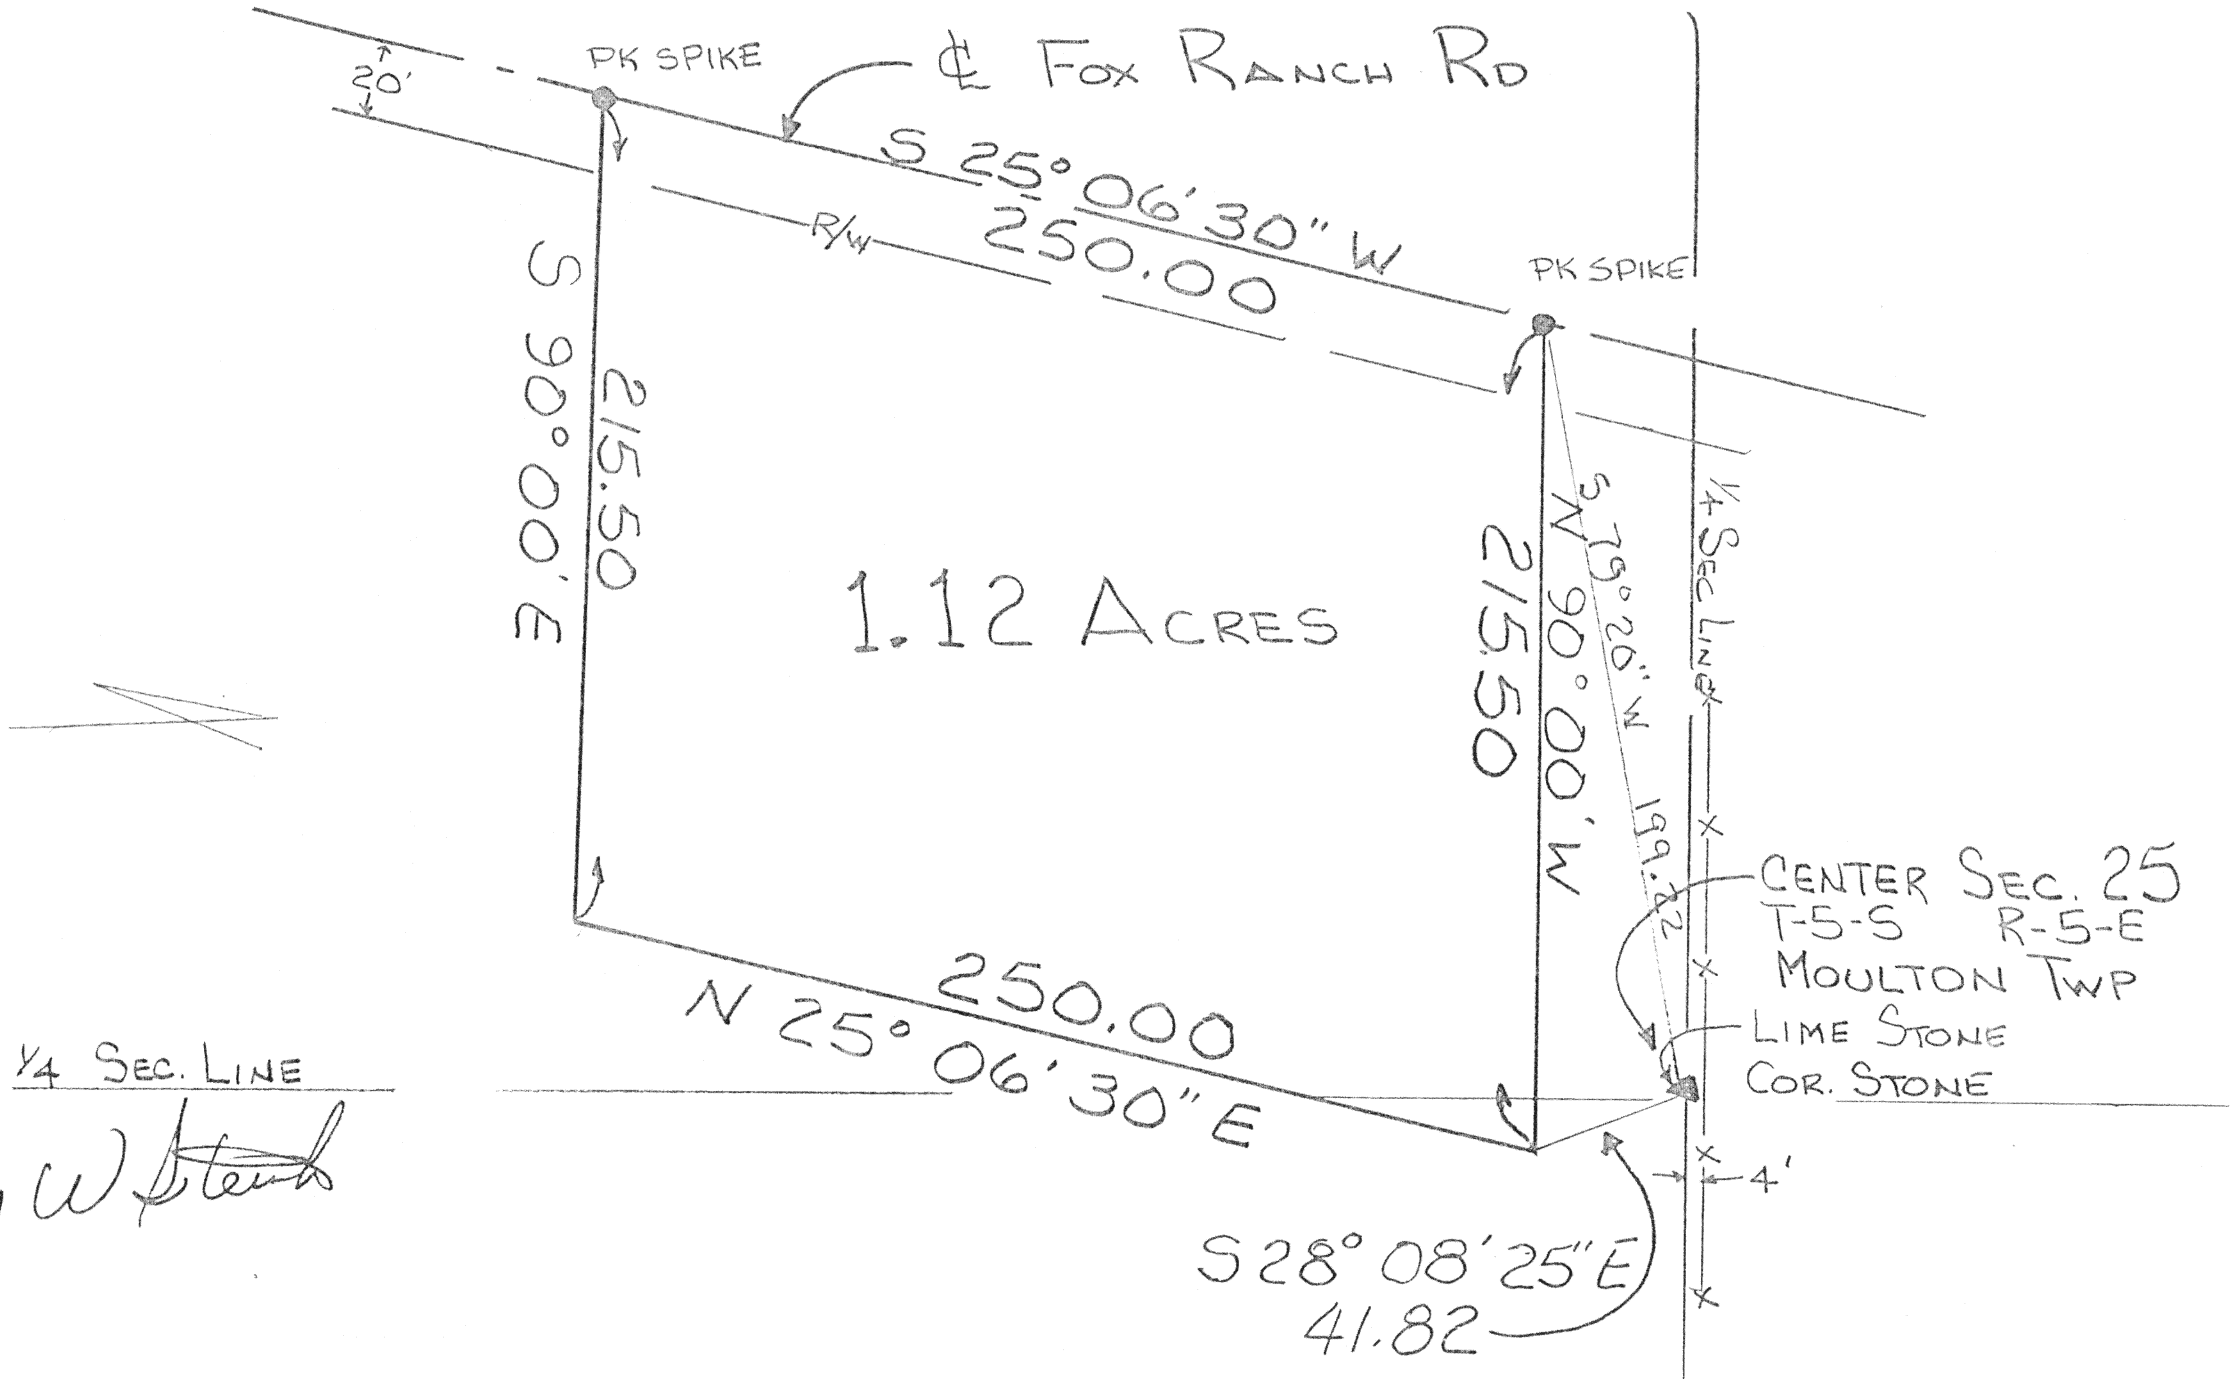 PK SPIKE
℄ FOX RANCH RD
20'
S 25° 06' 30" W
250.00
R/W
PK SPIKE
S 90° 00' E
215.50
1.12 ACRES
215.50
N 90° 00' W
S 79° 20" W 199.22
1/4 SEC LINE
CENTER SEC. 25
T-5-S R-5-E
MOULTON TWP
LIME STONE
COR. STONE
250.00
N 25° 06' 30" E
1/4 SEC. LINE
W
4'
S 28° 08' 25" E
41.82